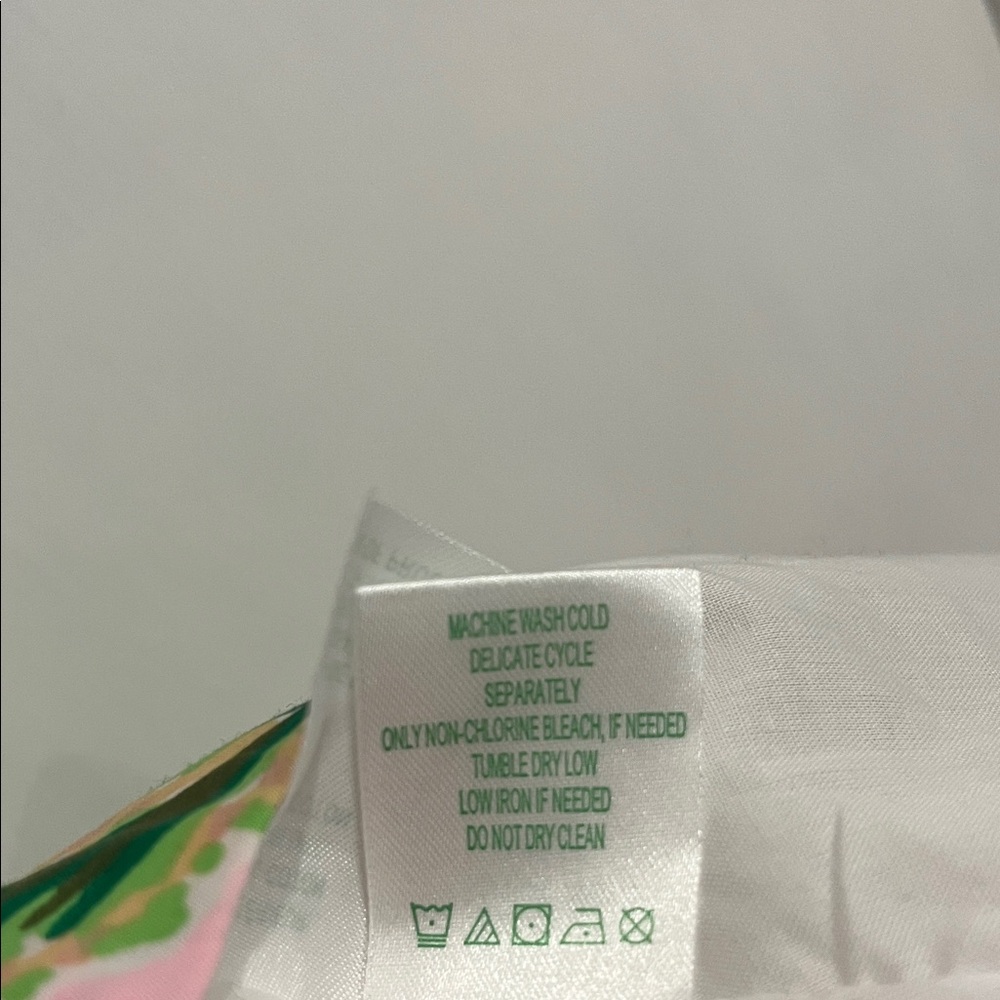 MACHINE WASH COLD
DELICATE CYCLE
SEPARATELY
ONLY NON-CHLORINE BLEACH, IF NEEDED
TUMBLE DRY LOW
LOW IRON IF NEEDED
DO NOT DRY CLEAN